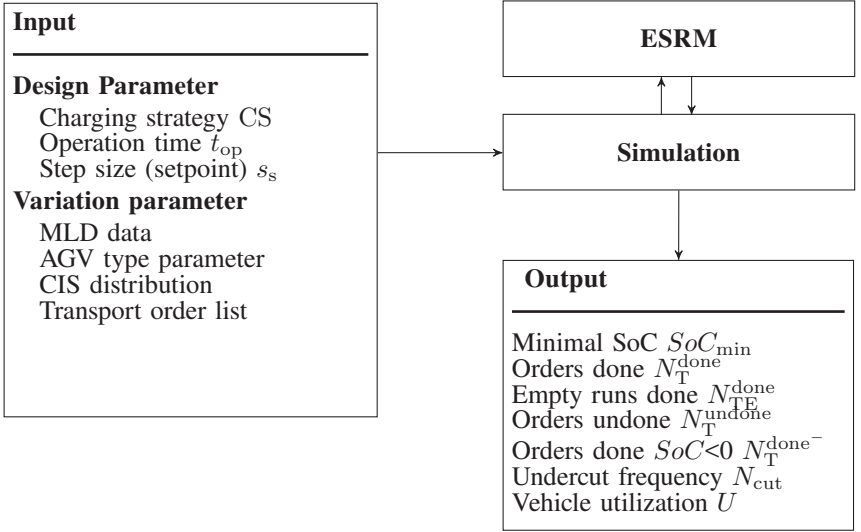 Input
Design Parameter
Charging strategy CS
Operation time t_op
Step size (setpoint) s_s
Variation parameter
MLD data
AGV type parameter
CIS distribution
Transport order list
ESRM
Simulation
Output
Minimal SoC SoC_min
Orders done N_T^done
Empty runs done N_TE^done
Orders undone N_T^undone
Orders done SoC<0 N_T^done⁻
Undercut frequency N_cut
Vehicle utilization U